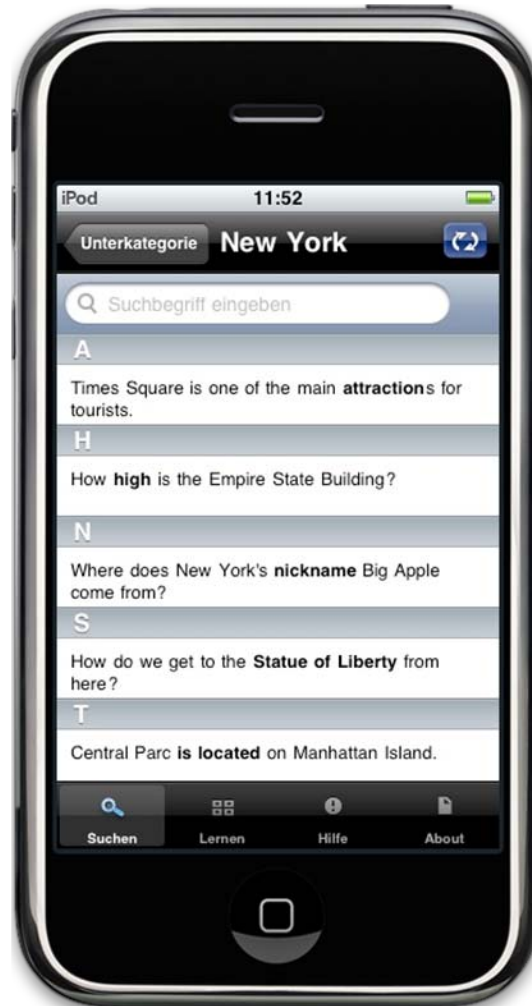 iPod 11:52
Unterkategorie New York
Suchbegriff eingeben
A
Times Square is one of the main attractions for
tourists.
H
How high is the Empire State Building?
N
Where does New York's nickname Big Apple
come from?
S
How do we get to the Statue of Liberty from
here?
T
Central Parc is located on Manhattan Island.
Suchen Lernen Hilfe About